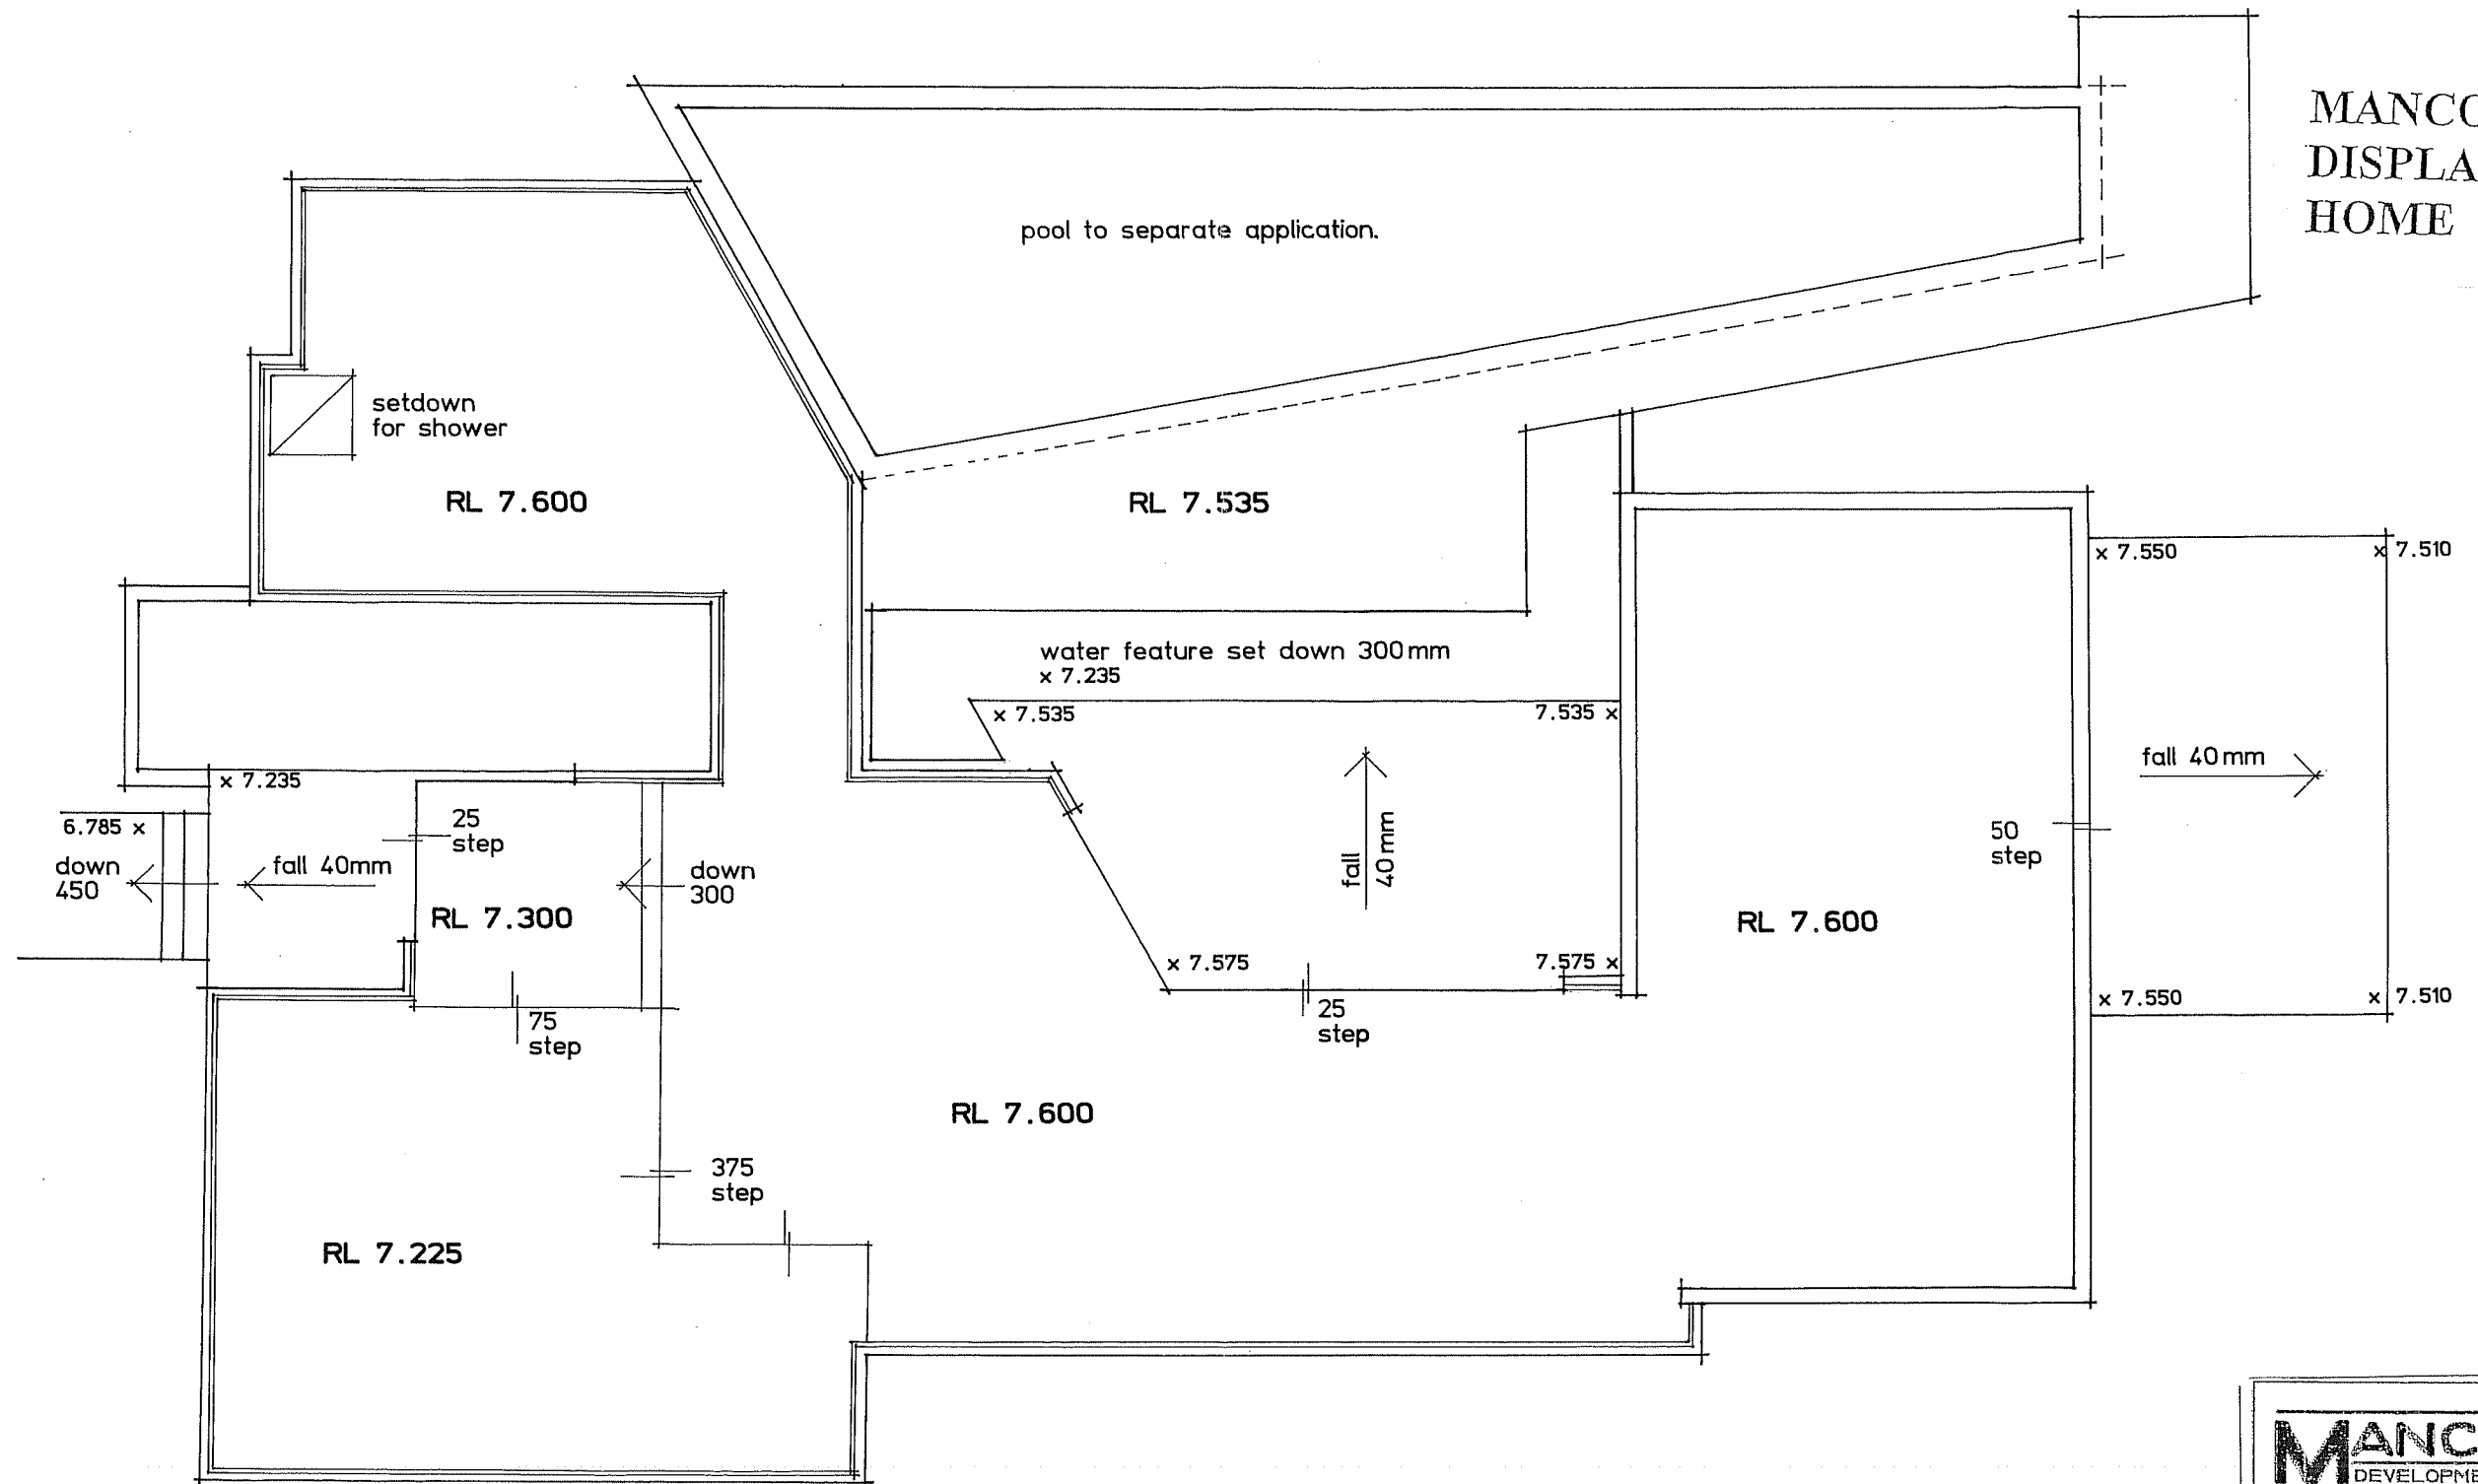 MANCO
DISPLA
HOME
pool to separate application.
setdown
for shower
RL 7.600
RL 7.535
x 7.550
x 7.510
water feature set down 300mm
x 7.235
x 7.535
7.535 x
fall 40mm
x 7.235
6.785 x
25
step
down
450
fall 40mm
down
300
fall
40mm
50
step
RL 7.300
RL 7.600
x 7.575
7.575 x
x 7.550
x 7.510
75
step
25
step
RL 7.600
375
step
RL 7.225
MANC
DEVELOPME